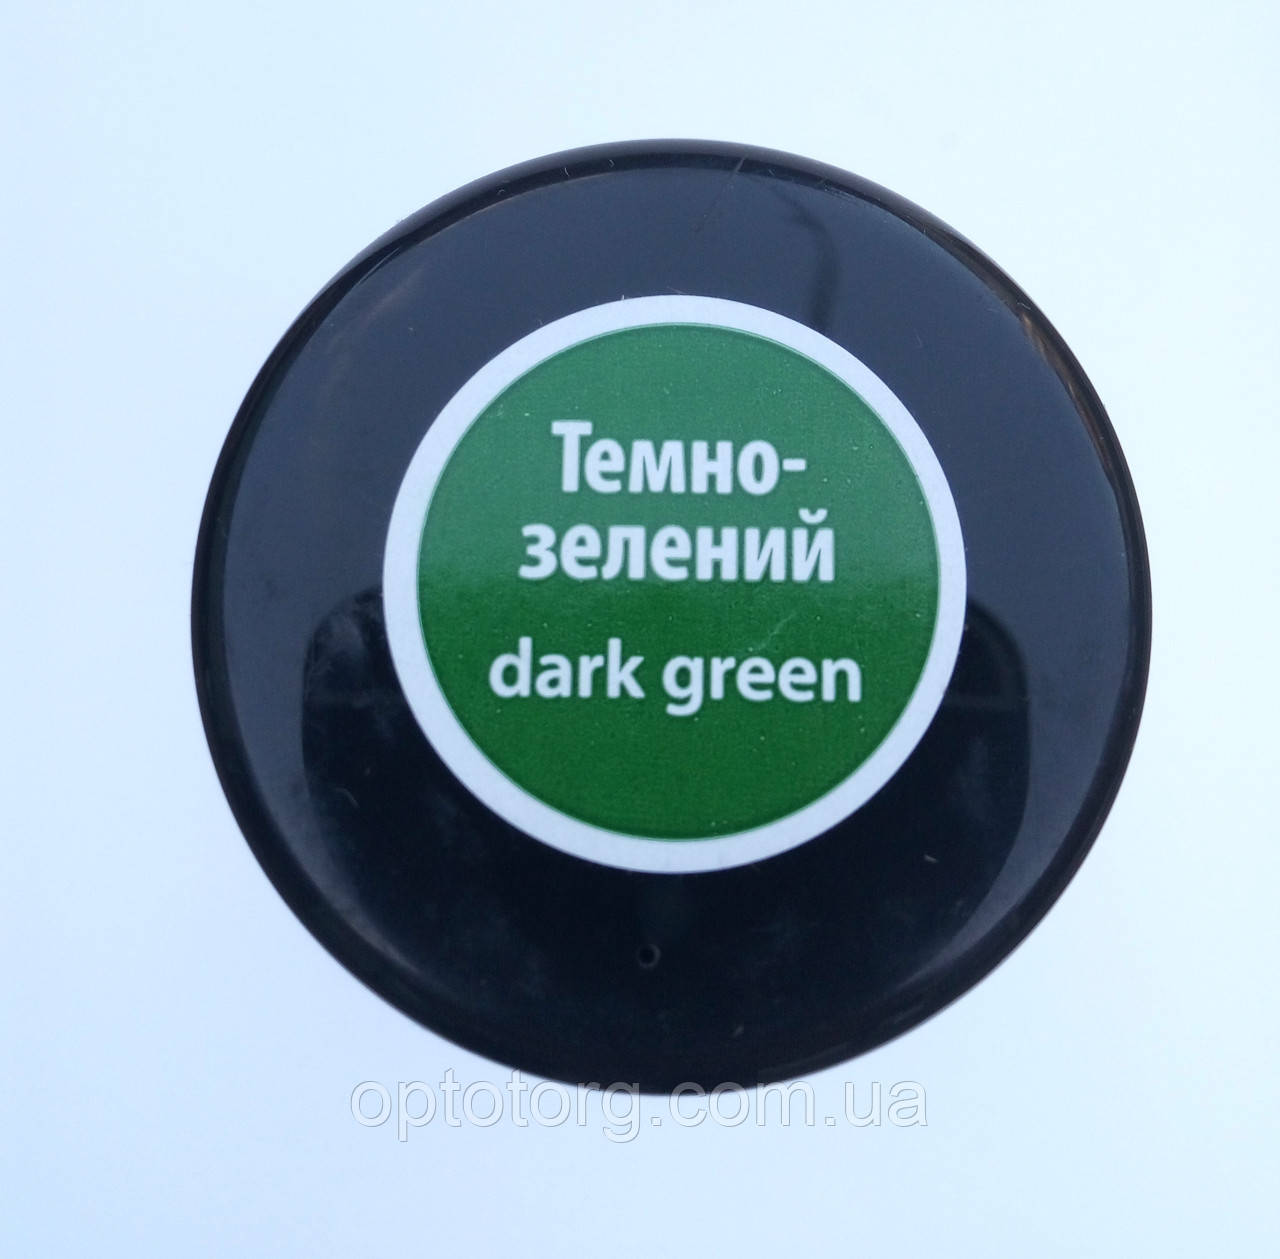 Темно-
зелений
dark green
optotorg.com.ua